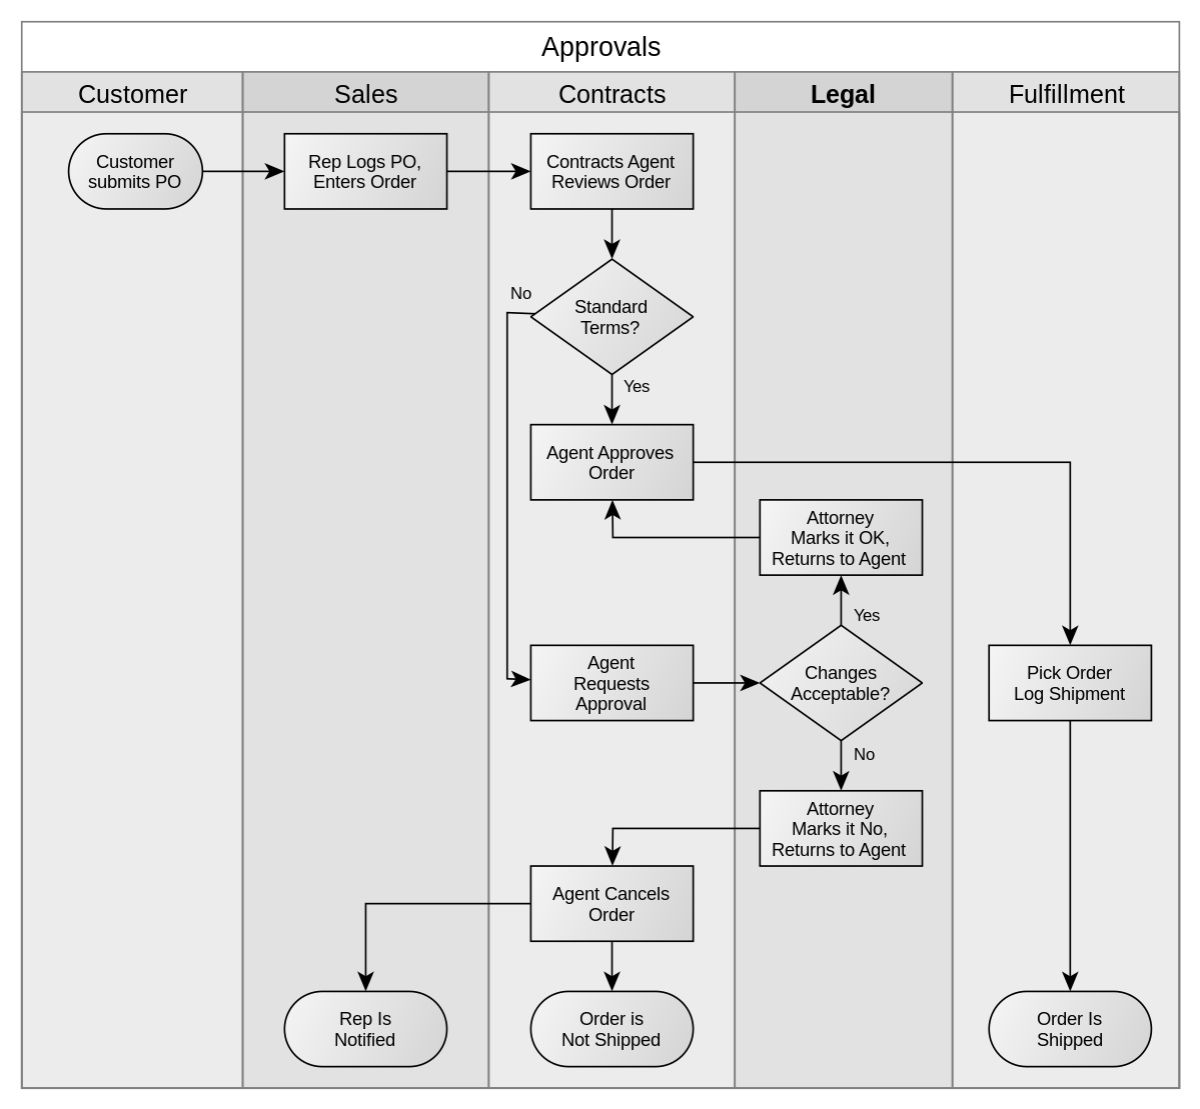 Approvals
Customer
Sales
Contracts
Legal
Fulfillment
Customer
submits PO
Rep Logs PO,
Enters Order
Contracts Agent
Reviews Order
No
Standard
Terms?
Yes
Agent Approves
Order
Attorney
Marks it OK,
Returns to Agent
Yes
Agent
Requests
Approval
Changes
Acceptable?
Pick Order
Log Shipment
No
Attorney
Marks it No,
Returns to Agent
Agent Cancels
Order
Rep Is
Notified
Order is
Not Shipped
Order Is
Shipped